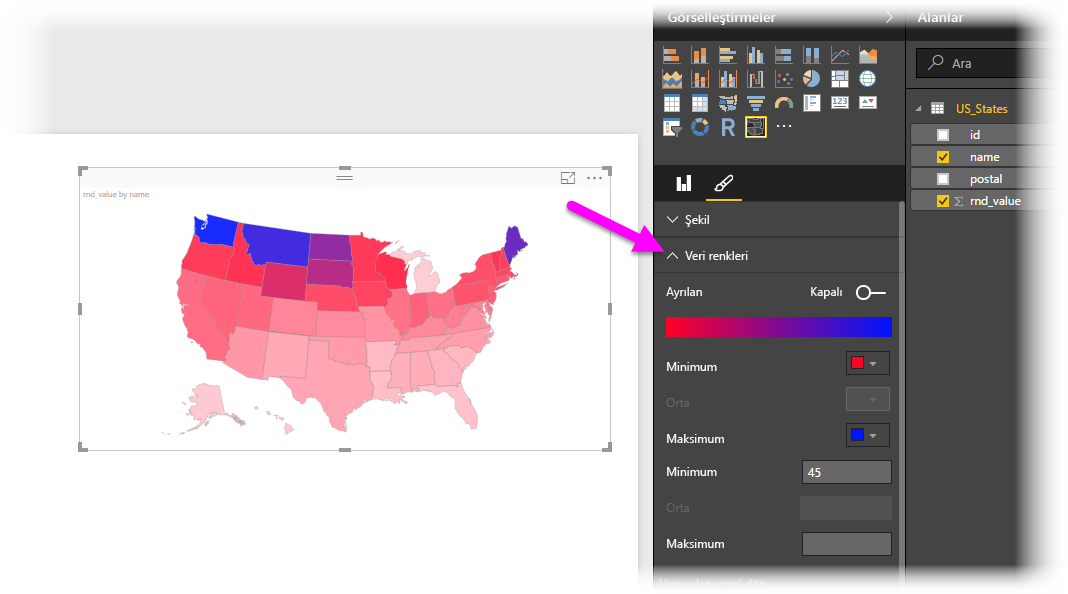 Görselleştirmeler
Alanlar
Ara
123
R
US_States
id
name
postal
Σ rnd_value
rnd_value by name
Şekil
Veri renkleri
Ayrılan
Kapalı
Minimum
Orta
Maksimum
Minimum
45
Orta
Maksimum